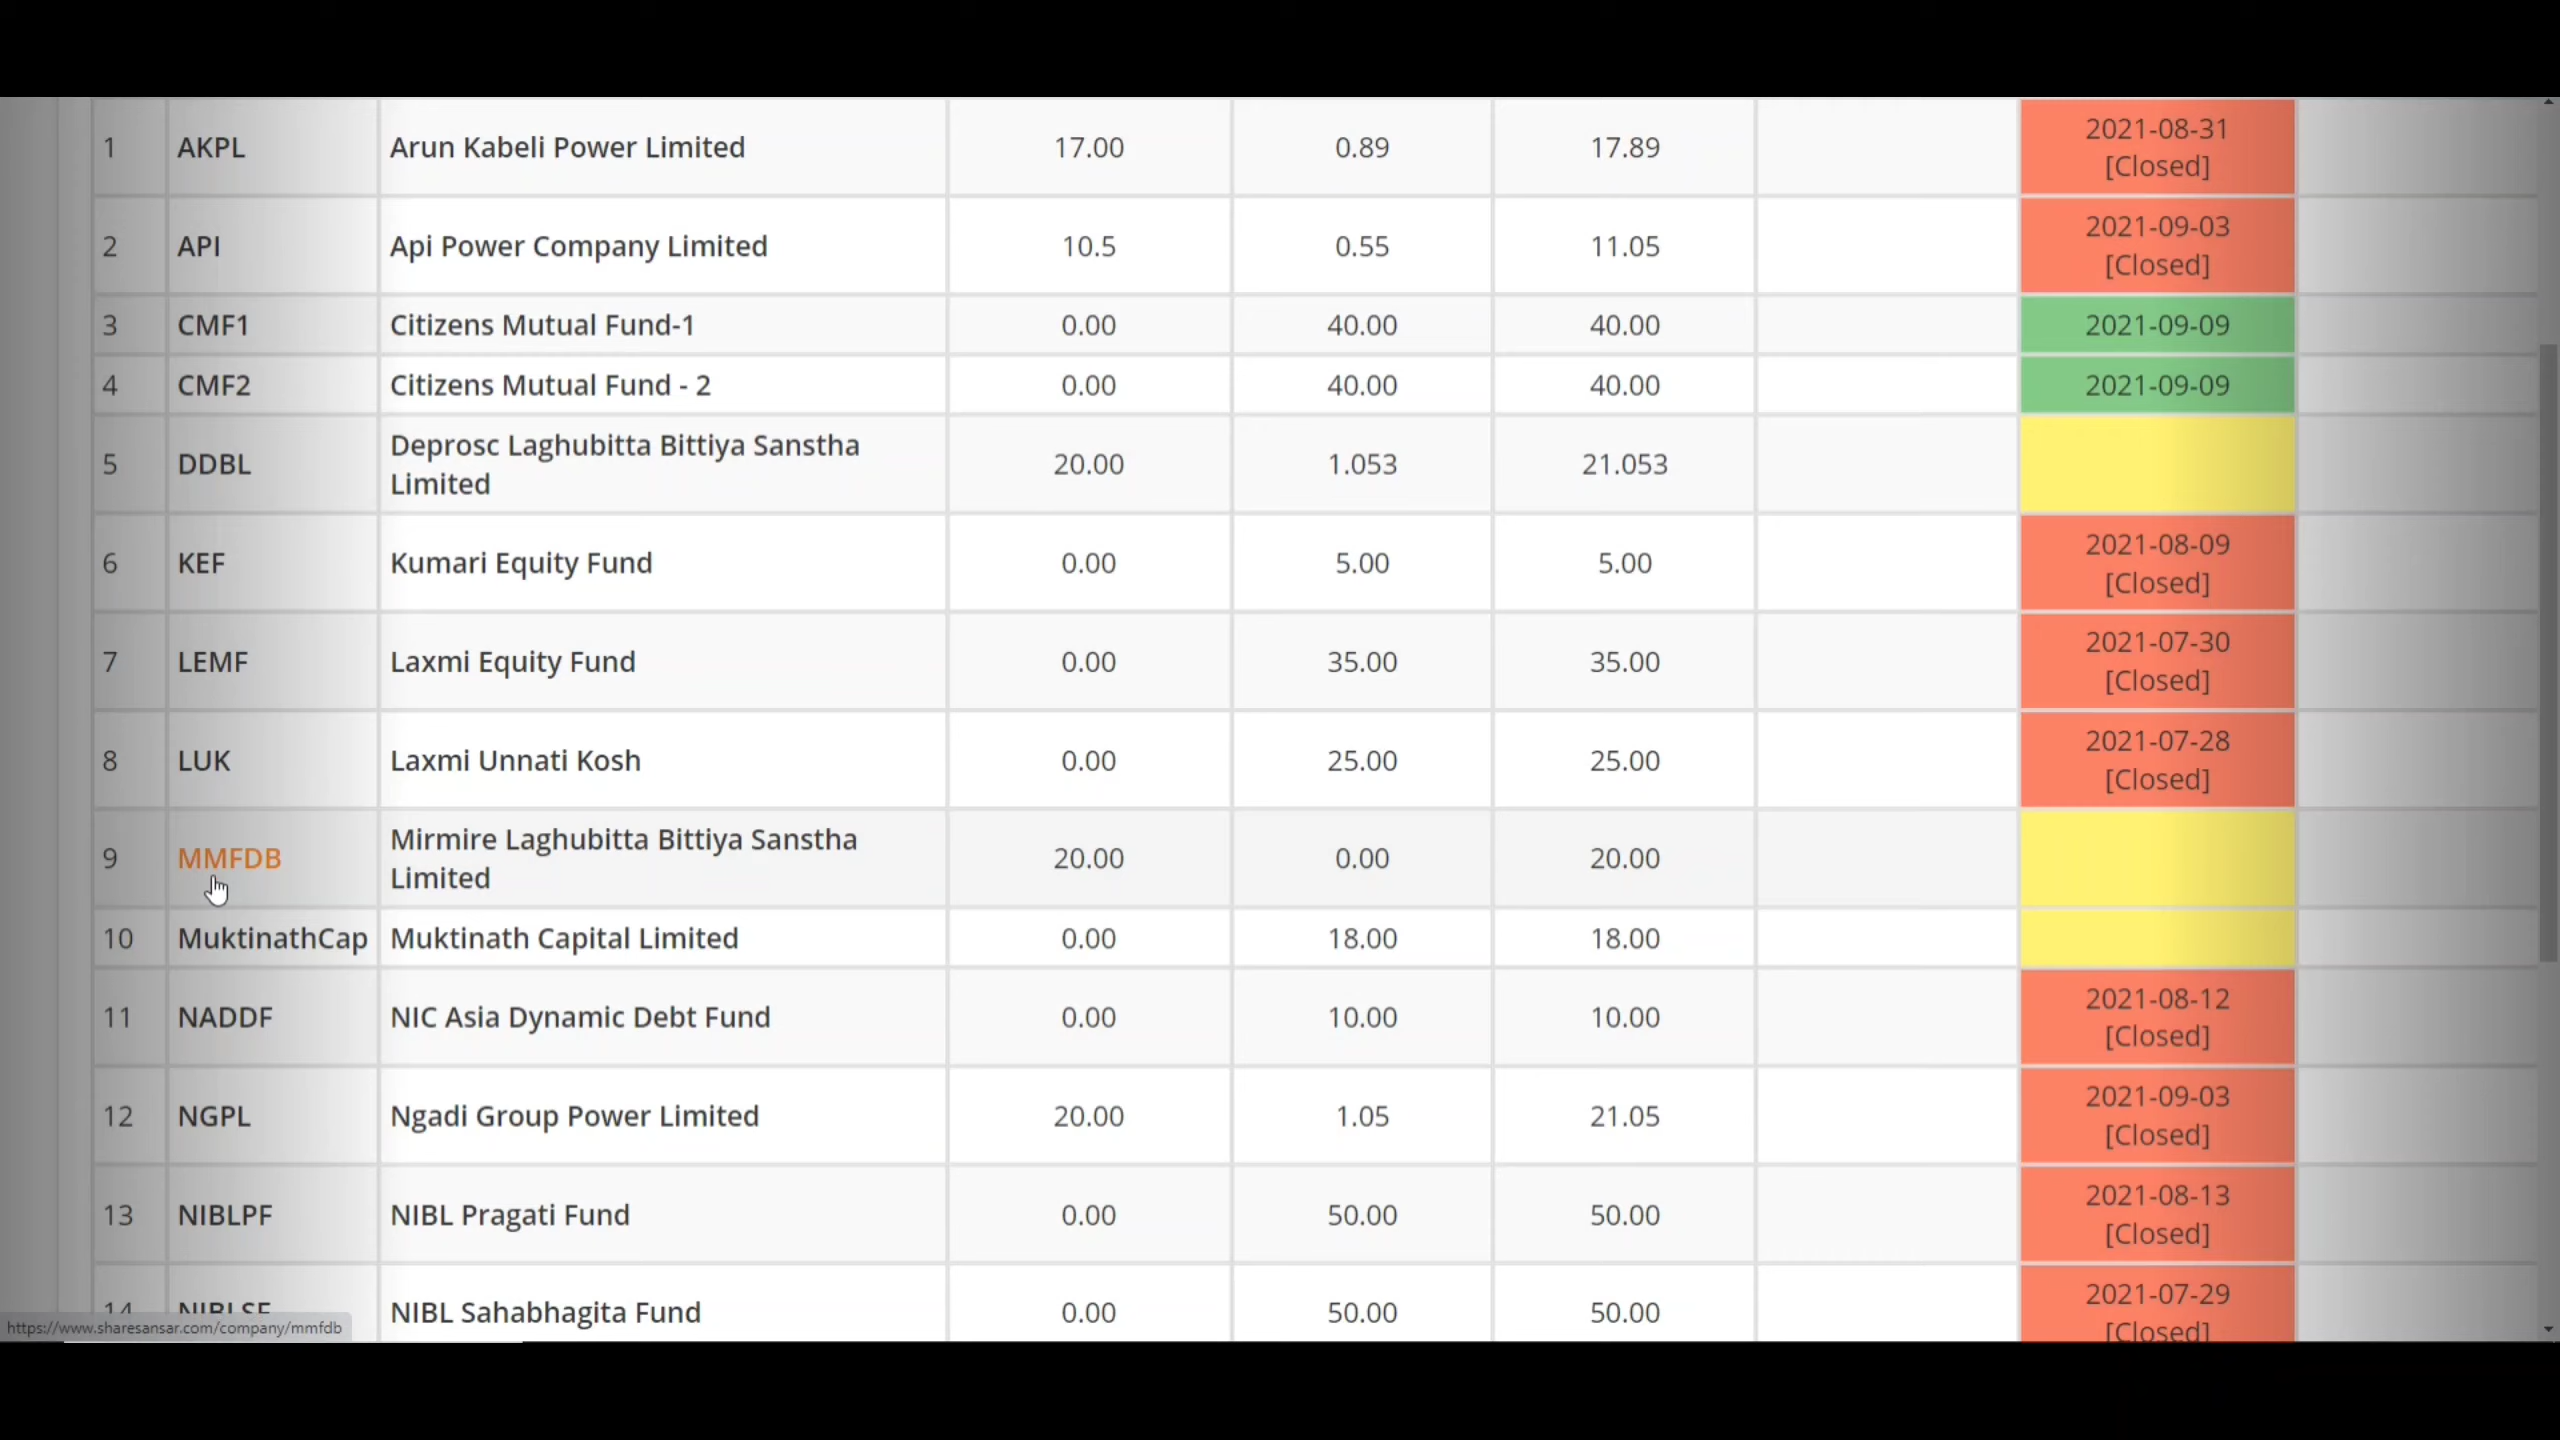 1 AKPL Arun Kabeli Power Limited 17.00 0.89 17.89 2021-08-31
[Closed]
2 API Api Power Company Limited 10.5 0.55 11.05 2021-09-03
[Closed]
3 CMF1 Citizens Mutual Fund-1 0.00 40.00 40.00 2021-09-09
4 CMF2 Citizens Mutual Fund - 2 0.00 40.00 40.00 2021-09-09
5 DDBL Deprosc Laghubitta Bittiya Sanstha
Limited 20.00 1.053 21.053
6 KEF Kumari Equity Fund 0.00 5.00 5.00 2021-08-09
[Closed]
7 LEMF Laxmi Equity Fund 0.00 35.00 35.00 2021-07-30
[Closed]
8 LUK Laxmi Unnati Kosh 0.00 25.00 25.00 2021-07-28
[Closed]
9 MMFDB Mirmire Laghubitta Bittiya Sanstha
Limited 20.00 0.00 20.00
10 MuktinathCap Muktinath Capital Limited 0.00 18.00 18.00
11 NADDF NIC Asia Dynamic Debt Fund 0.00 10.00 10.00 2021-08-12
[Closed]
12 NGPL Ngadi Group Power Limited 20.00 1.05 21.05 2021-09-03
[Closed]
13 NIBLPF NIBL Pragati Fund 0.00 50.00 50.00 2021-08-13
[Closed]
14 NIBLSF NIBL Sahabhagita Fund 0.00 50.00 50.00 2021-07-29
[Closed]
https://www.sharesansar.com/company/mmfdb